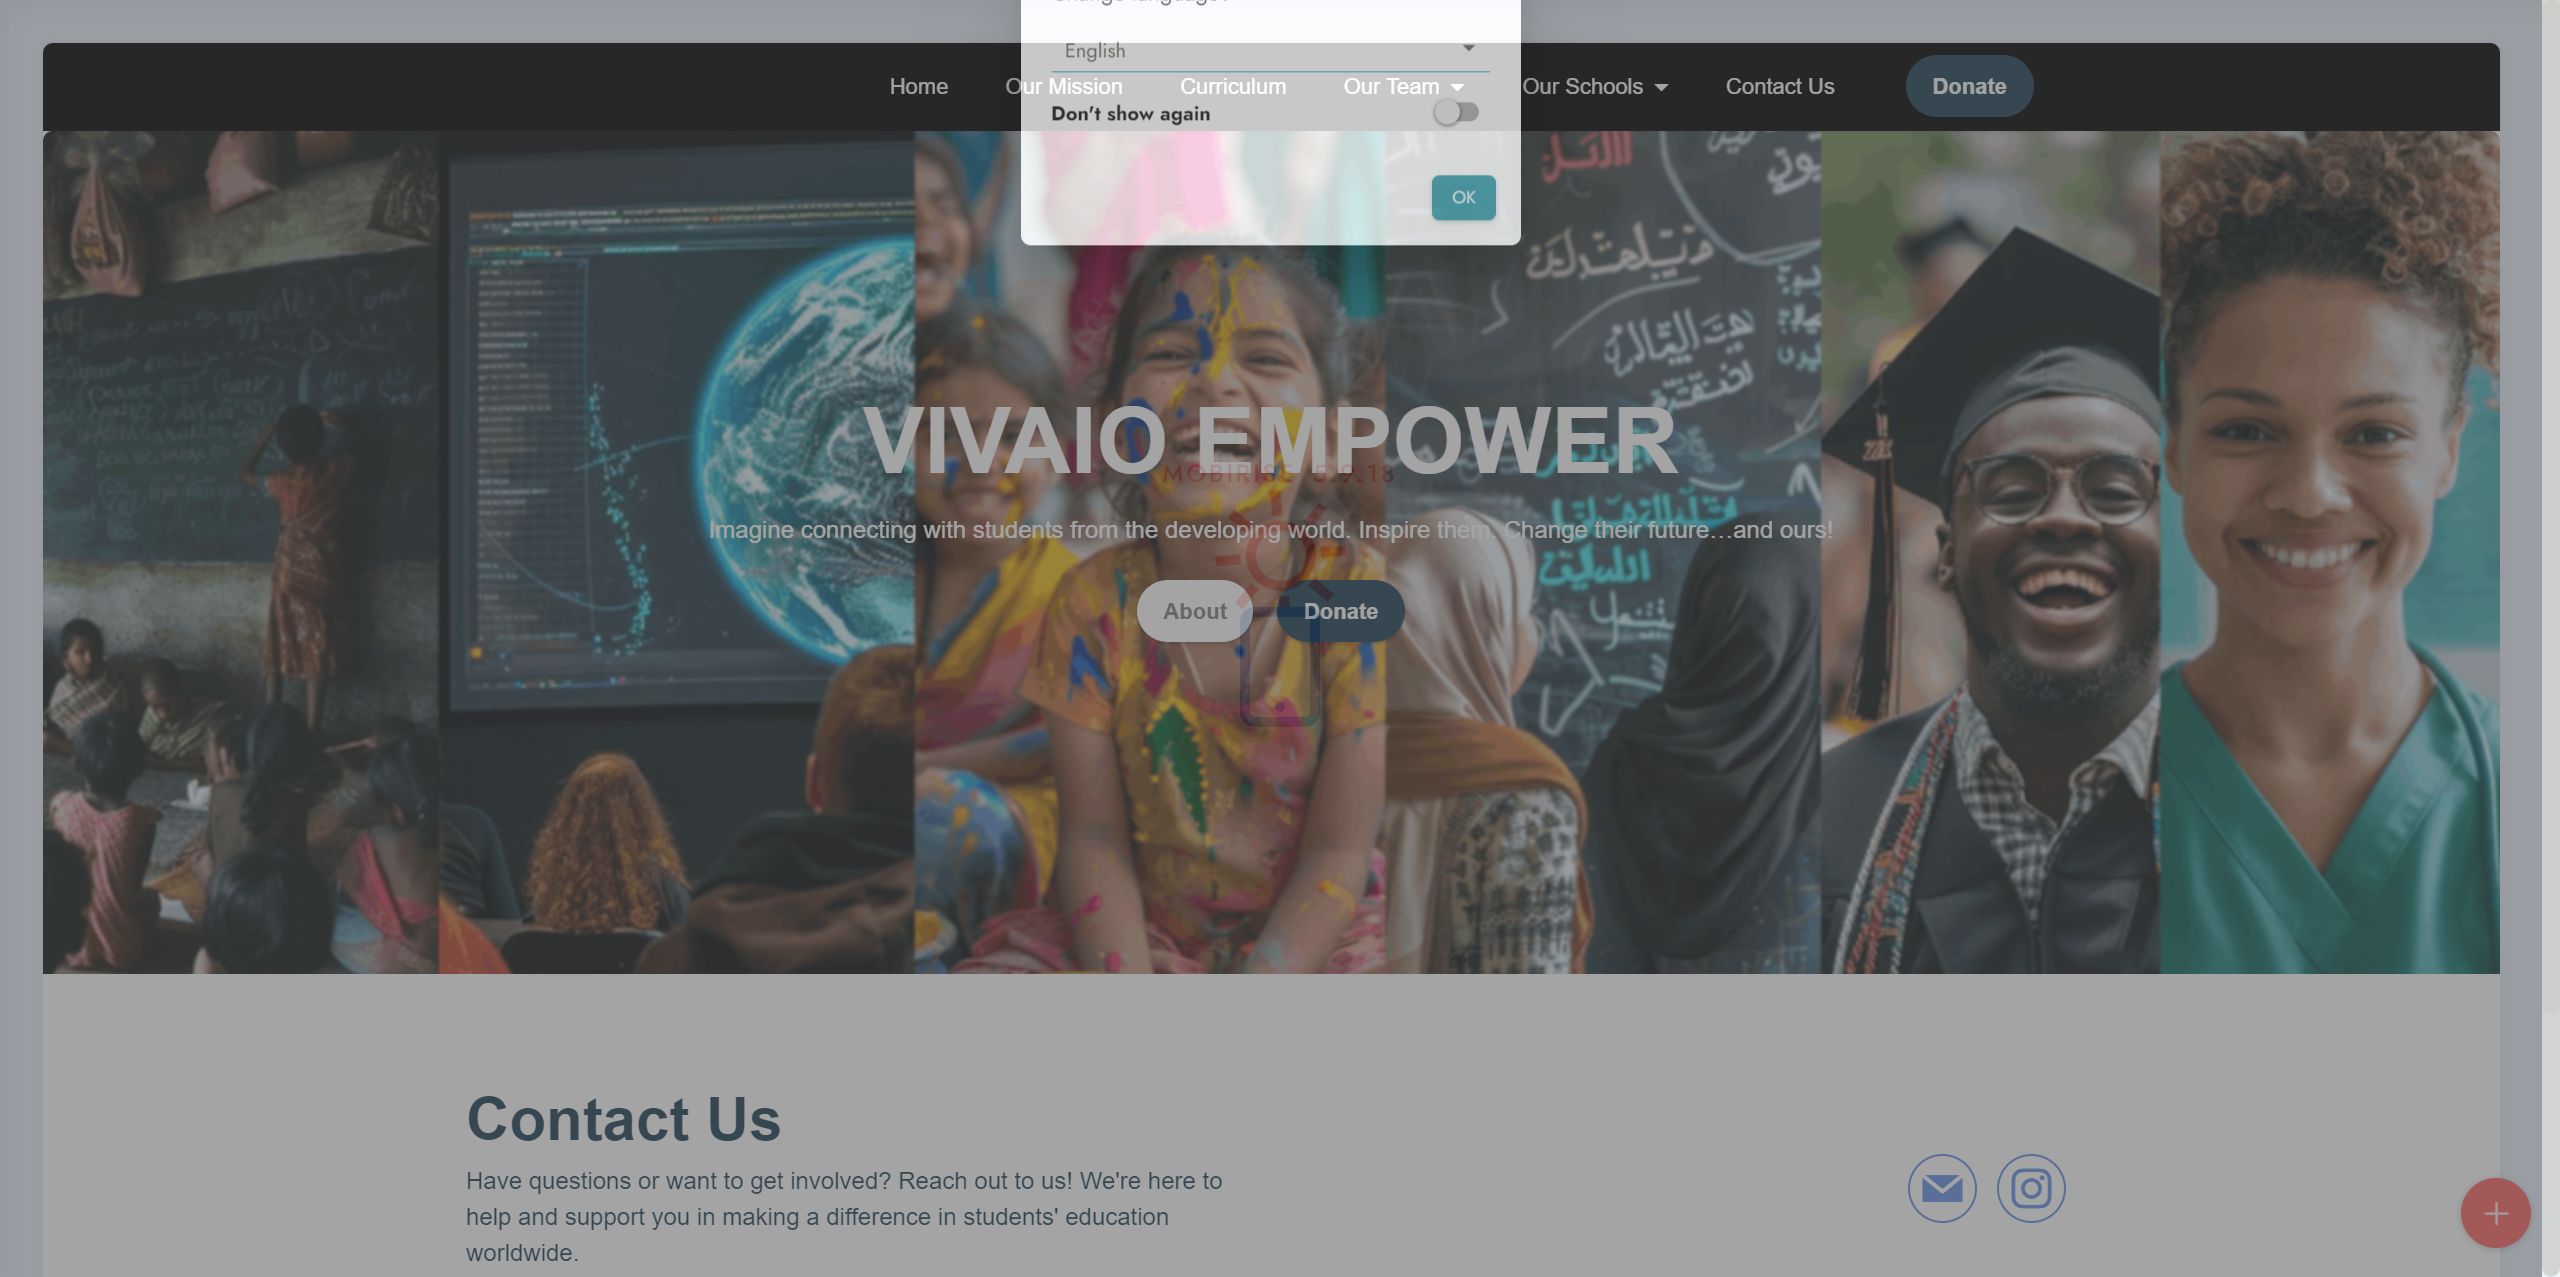 English
Home Our Mission Curriculum Our Team Our Schools Contact Us Donate
Don't show again
OK
VIVAIO EMPOWER
MOBIRISE 5.9.18
Imagine connecting with students from the developing world. Inspire them. Change their future…and ours!
About Donate
Contact Us
Have questions or want to get involved? Reach out to us! We're here to
help and support you in making a difference in students' education
worldwide.